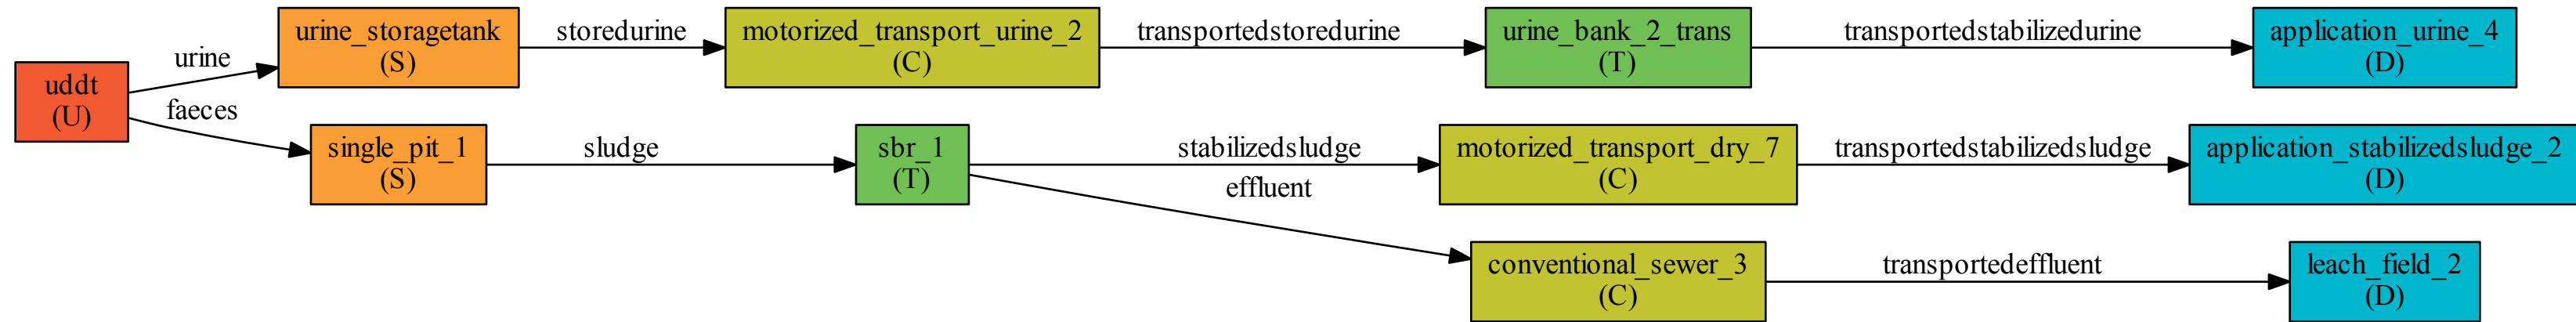 uddt
(U)
urine
faeces
urine_storagetank
(S)
storedurine
motorized_transport_urine_2
(C)
transportedstoredurine
urine_bank_2_trans
(T)
transportedstabilizedurine
application_urine_4
(D)
single_pit_1
(S)
sludge
sbr_1
(T)
stabilizedsludge
effluent
motorized_transport_dry_7
(C)
transportedstabilizedsludge
application_stabilizedsludge_2
(D)
conventional_sewer_3
(C)
transportedeffluent
leach_field_2
(D)